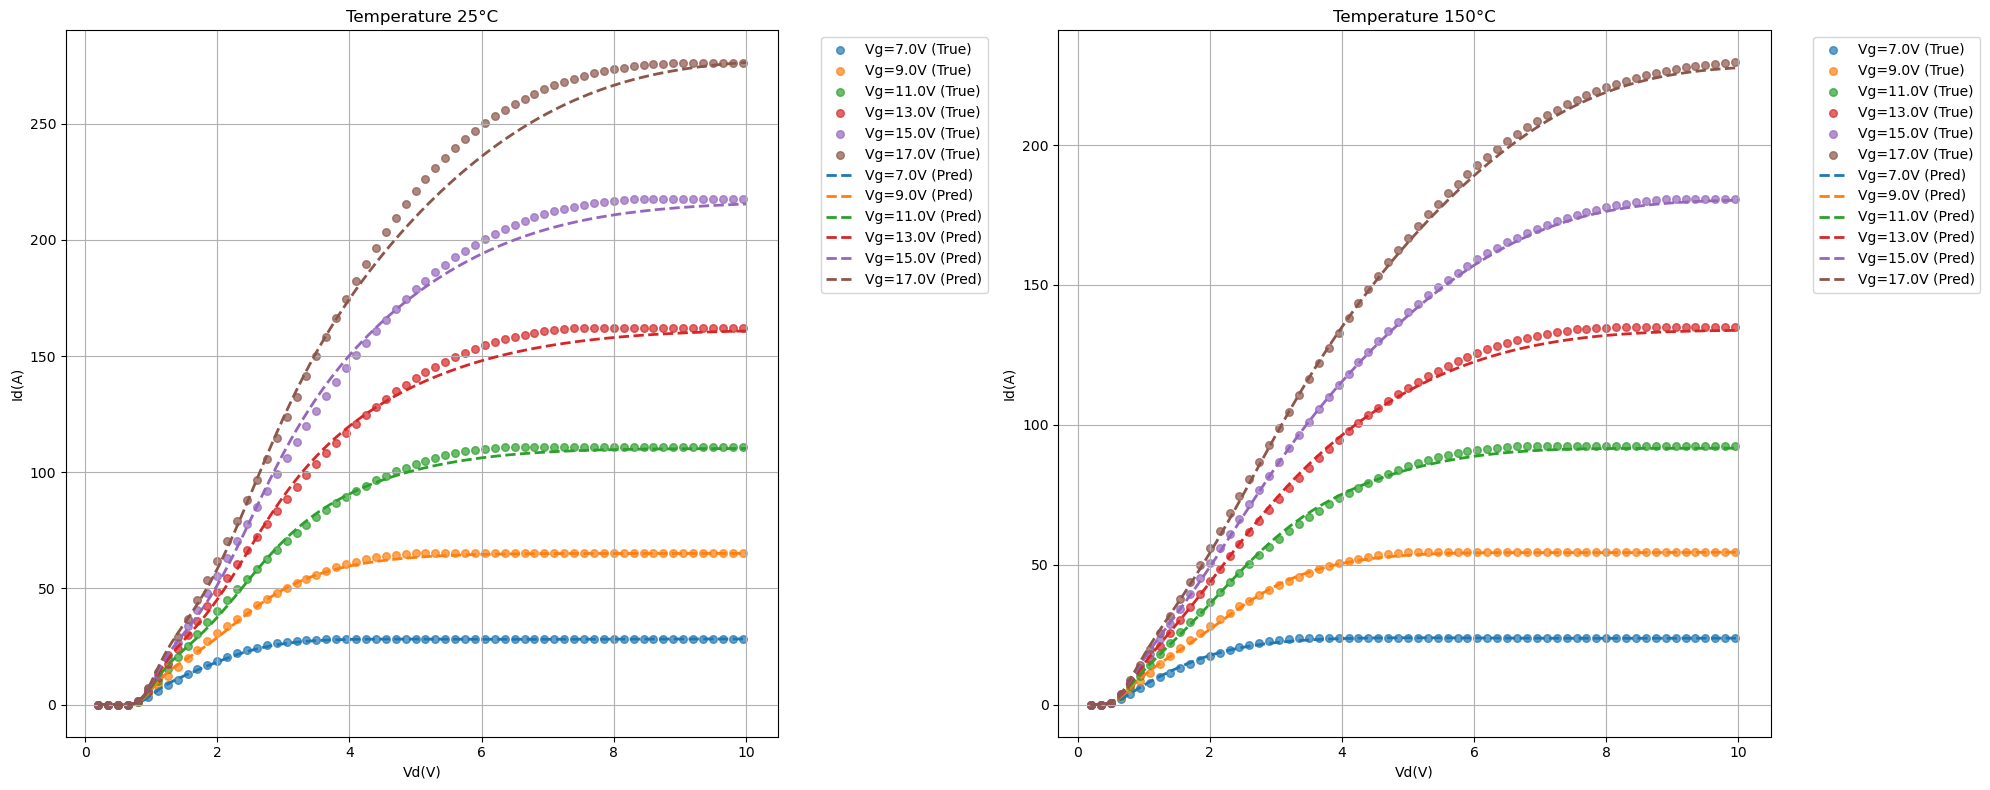 Temperature 25°C
Id(A)
250
200
150
100
50
0
0 2 4 6 8 10
Vd(V)
Vg=7.0V (True)
Vg=9.0V (True)
Vg=11.0V (True)
Vg=13.0V (True)
Vg=15.0V (True)
Vg=17.0V (True)
Vg=7.0V (Pred)
Vg=9.0V (Pred)
Vg=11.0V (Pred)
Vg=13.0V (Pred)
Vg=15.0V (Pred)
Vg=17.0V (Pred)
Temperature 150°C
Id(A)
200
150
100
50
0
0 2 4 6 8 10
Vd(V)
Vg=7.0V (True)
Vg=9.0V (True)
Vg=11.0V (True)
Vg=13.0V (True)
Vg=15.0V (True)
Vg=17.0V (True)
Vg=7.0V (Pred)
Vg=9.0V (Pred)
Vg=11.0V (Pred)
Vg=13.0V (Pred)
Vg=15.0V (Pred)
Vg=17.0V (Pred)